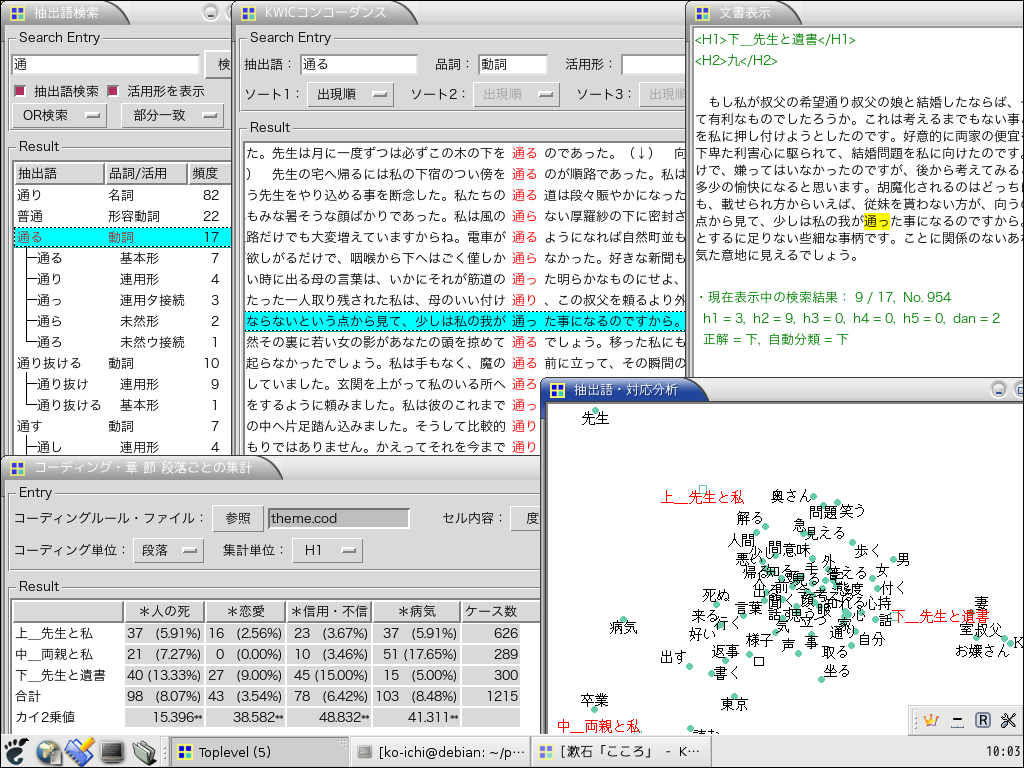 抽出語検索
Search Entry
通
検
抽出語検索 活用形を表示
OR検索 部分一致
Result
抽出語 品詞/活用 頻度
通り 名詞 82
普通 形容動詞 22
通る 動詞 17
通る 基本形 7
通り 連用形 4
通っ 連用タ接続 3
通ら 未然形 2
通ろ 未然ウ接続 1
通り抜ける 動詞 10
通り抜け 連用形 9
通り抜ける 基本形 1
通す 動詞 7
通し 連用形 4
KWICコンコーダンス
Search Entry
抽出語： 通る 品詞： 動詞 活用形：
ソート1： 出現順 ソート2： 出現順 ソート3： 出現順
Result
た。先生は月に一度ずつは必ずこの木の下を 通る のであった。（↓） 向
） 先生の宅へ帰るには私の下宿のつい傍を 通る のが順路であった。私は
う先生をやり込める事を断念した。私たちの 通る 道は段々賑やかになった
もみな暑そうな顔ばかりであった。私は風の 通ら ない厚羅紗の下に密封さ
路だけでも大変増えていますからね。電車が 通る ようになれば自然町並も
欲しがるだけで、咽喉から下へはごく僅しか 通ら なかった。好きな新聞も
い時に出る母の言葉は、いかにそれが筋道の 通っ た明らかなものにせよ、
たった一人取り残された私は、母のいい付け 通り 、この叔父を頼るより外
ならないという点から見て、少しは私の我が 通っ た事になるのですから。
然その裏に若い女の影があなたの頭を掠めて 通る でしょう。移った私にも
起らなかったでしょう。私は手もなく、魔の 通る 前に立って、その瞬間の
していました。玄関を上がって私のいる所へ 通ろ
をするように頼みました。私は彼のこれまで 通っ
の中へ片足踏ん込みました。そうして比較的 通り
もりではありません。かえってそれを今まで 通り
文書表示
<H1>下__先生と遺書</H1>
<H2>九</H2>
もし私が叔父の希望通り叔父の娘と結婚したならば、
て有利なものでしたろうか。これは考えるまでもない事と
を私に押し付けようとしたのです。好意的に両家の便宜
下卑た利害心に駆られて、結婚問題を私に向けたのです。
けで、嫌ってはいなかったのですが、後から考えてみると
多少の愉快になると思います。胡魔化されるのはどっちに
も、載せられ方からいえば、従妹を貰わない方が、向うの
点から見て、少しは私の我が通った事になるのですから。
とするに足りない些細な事柄です。ことに関係のないあな
気た意地に見えるでしょう。
・現在表示中の検索結果： 9 / 17, No. 954
h1 = 3, h2 = 9, h3 = 0, h4 = 0, h5 = 0, dan = 2
正解 = 下, 自動分類 = 下
コーディング・章 節 段落ごとの集計
Entry
コーディングルール・ファイル： 参照 theme.cod セル内容： 度
コーディング単位： 段落 集計単位： H1
Result
＊人の死 ＊恋愛 ＊信用・不信 ＊病気 ケース数
上__先生と私 37 (5.91%) 16 (2.56%) 23 (3.67%) 37 (5.91%) 626
中__両親と私 21 (7.27%) 0 (0.00%) 10 (3.46%) 51 (17.65%) 289
下__先生と遺書 40 (13.33%) 27 (9.00%) 45 (15.00%) 15 (5.00%) 300
合計 98 (8.07%) 43 (3.54%) 78 (6.42%) 103 (8.48%) 1215
カイ2乗値 15.396** 38.582** 48.832** 41.311**
抽出語・対応分析
先生
上__先生と私
奥さん
問題 笑う
解る
急
見える
人間
問 意味
少し
歩く
悪い
外
男
帰る
知る
手
女
答える
付く
態度
死ぬ
言葉
心持
来る
行く
話
下__先生と遺書
妻
病気
好い
気
立つ
通り
自分
室 叔父
お嬢さん
K
様子
声
事
家
取る
出す
返事
口
書く
坐る
卒業
東京
中__両親と私
Toplevel (5)
[ko-ichi@debian: ~/p…
[漱石「こころ」 - K…
R
10:03